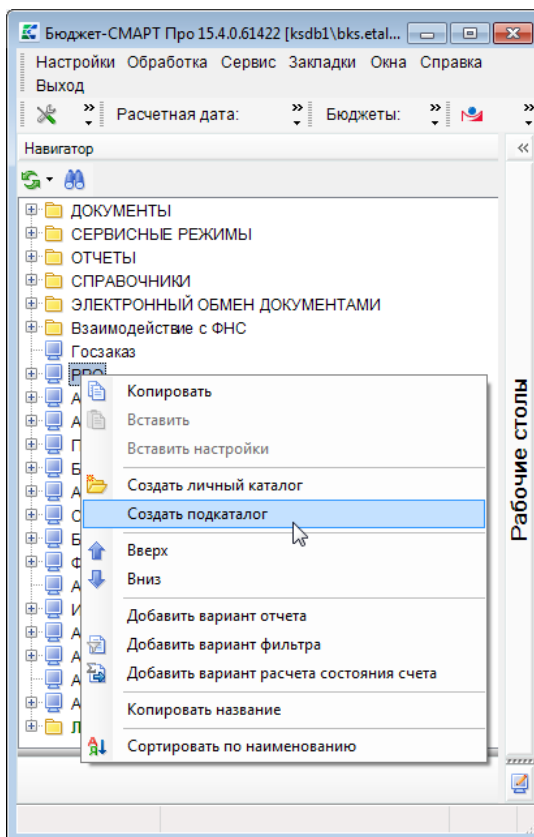 Бюджет-СМАРТ Про 15.4.0.61422 [ksdb1\bks.etal...
Настройки Обработка Сервис Закладки Окна Справка
Выход
Расчетная дата: Бюджеты:
Навигатор
ДОКУМЕНТЫ
СЕРВИСНЫЕ РЕЖИМЫ
ОТЧЕТЫ
СПРАВОЧНИКИ
ЭЛЕКТРОННЫЙ ОБМЕН ДОКУМЕНТАМИ
Взаимодействие с ФНС
Госзаказ
Копировать
Вставить
Вставить настройки
Создать личный каталог
Создать подкаталог
Вверх
Вниз
Добавить вариант отчета
Добавить вариант фильтра
Добавить вариант расчета состояния счета
Копировать название
Сортировать по наименованию
Рабочие столы